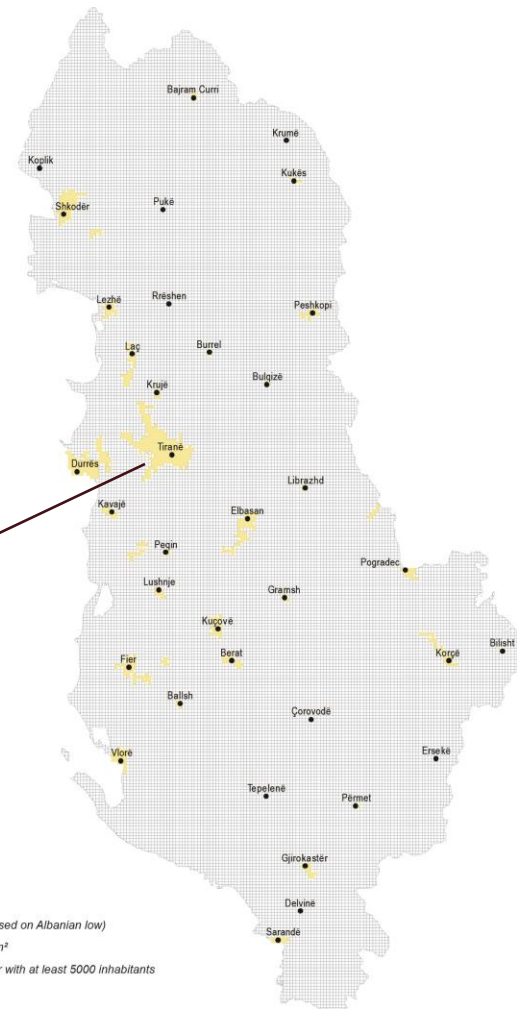 Bajram Curri
Krumë
Koplik
Kukës
Shkodër
Pukë
Lezhë
Rrëshen
Peshkopi
Laç
Burrel
Bulqizë
Krujë
Tiranë
Durrës
Librazhd
Kavajë
Elbasan
Peqin
Pogradec
Lushnje
Gramsh
Kuçovë
Bilisht
Fier
Berat
Korçë
Ballsh
Çorovodë
Vlorë
Ersekë
Tepelenë
Përmet
Gjirokastër
Delvinë
sed on Albanian low)
Sarandë
with at least 5000 inhabitants